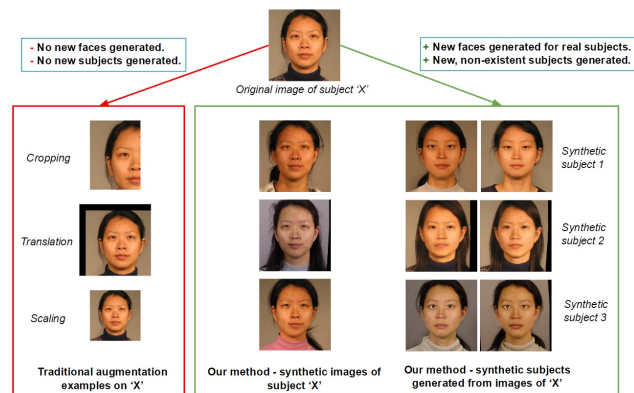 - No new faces generated.
- No new subjects generated.
+ New faces generated for real subjects.
+ New, non-existent subjects generated.
Original image of subject ‘X’
Cropping
Translation
Scaling
Traditional augmentation
examples on ‘X’
Synthetic
subject 1
Synthetic
subject 2
Synthetic
subject 3
Our method - synthetic images of
subject ‘X’
Our method - synthetic subjects
generated from images of ‘X’